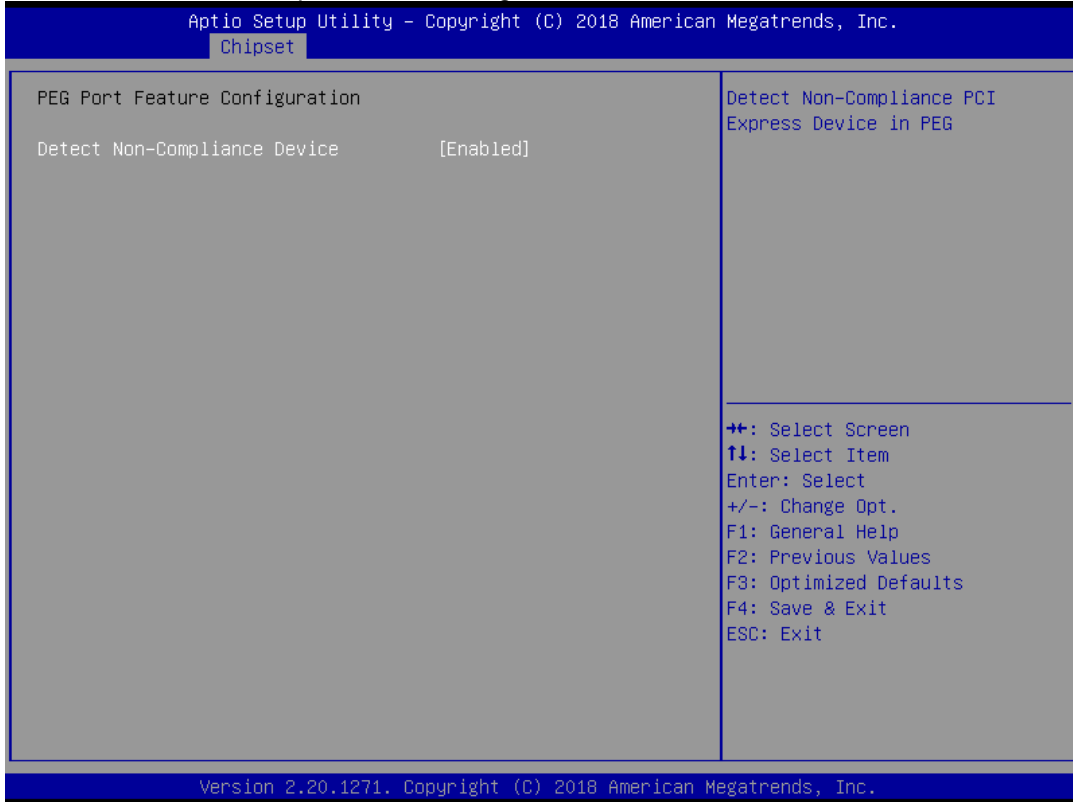 Aptio Setup Utility – Copyright (C) 2018 American Megatrends, Inc.
Chipset
PEG Port Feature Configuration
Detect Non-Compliance Device [Enabled]
Detect Non-Compliance PCI
Express Device in PEG
→←: Select Screen
↑↓: Select Item
Enter: Select
+/-: Change Opt.
F1: General Help
F2: Previous Values
F3: Optimized Defaults
F4: Save & Exit
ESC: Exit
Version 2.20.1271. Copyright (C) 2018 American Megatrends, Inc.